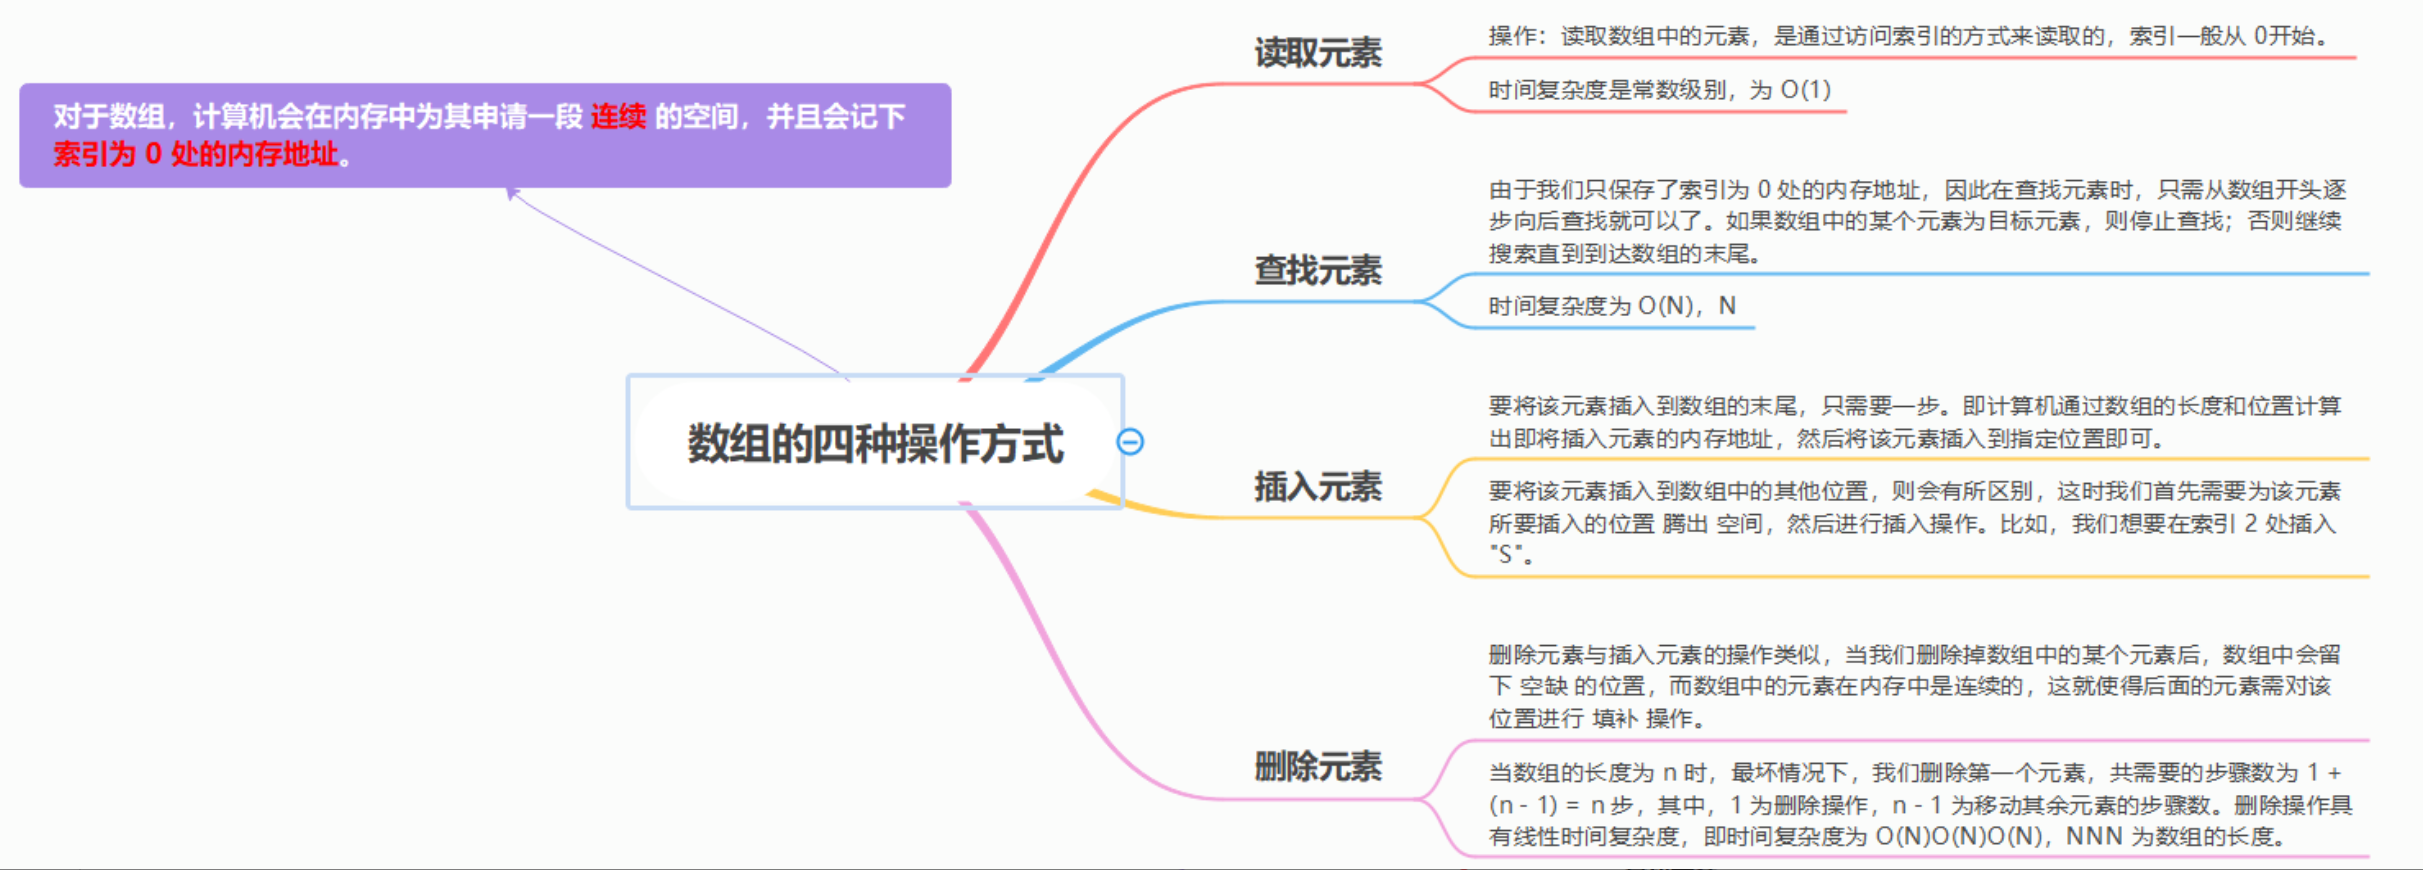 对于数组，计算机会在内存中为其申请一段 连续 的空间，并且会记下
索引为 0 处的内存地址。
数组的四种操作方式
读取元素
操作：读取数组中的元素，是通过访问索引的方式来读取的，索引一般从 0开始。
时间复杂度是常数级别，为 O(1)
查找元素
由于我们只保存了索引为 0 处的内存地址，因此在查找元素时，只需从数组开头逐
步向后查找就可以了。如果数组中的某个元素为目标元素，则停止查找；否则继续
搜索直到到达数组的末尾。
时间复杂度为 O(N)，N
插入元素
要将该元素插入到数组的末尾，只需要一步。即计算机通过数组的长度和位置计算
出即将插入元素的内存地址，然后将该元素插入到指定位置即可。
要将该元素插入到数组中的其他位置，则会有所区别，这时我们首先需要为该元素
所要插入的位置 腾出 空间，然后进行插入操作。比如，我们想要在索引 2 处插入
"S"。
删除元素
删除元素与插入元素的操作类似，当我们删除掉数组中的某个元素后，数组中会留
下 空缺 的位置，而数组中的元素在内存中是连续的，这就使得后面的元素需对该
位置进行 填补 操作。
当数组的长度为 n 时，最坏情况下，我们删除第一个元素，共需要的步骤数为 1 +
(n - 1) = n 步，其中，1 为删除操作，n - 1 为移动其余元素的步骤数。删除操作具
有线性时间复杂度，即时间复杂度为 O(N)O(N)O(N)，NNN 为数组的长度。